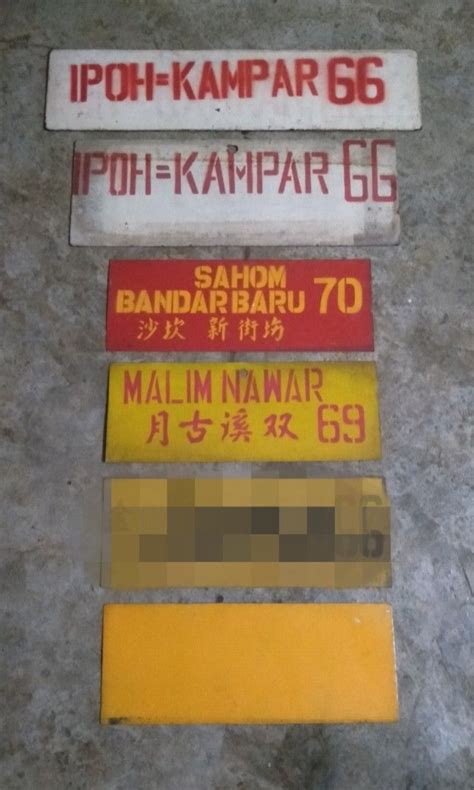 IPOH=KAMPAR 66
IPOH=KAMPAR 66
SAHOM
BANDAR BARU 70
沙坎 新街场
MALIM NAWAR
月古溪双 69